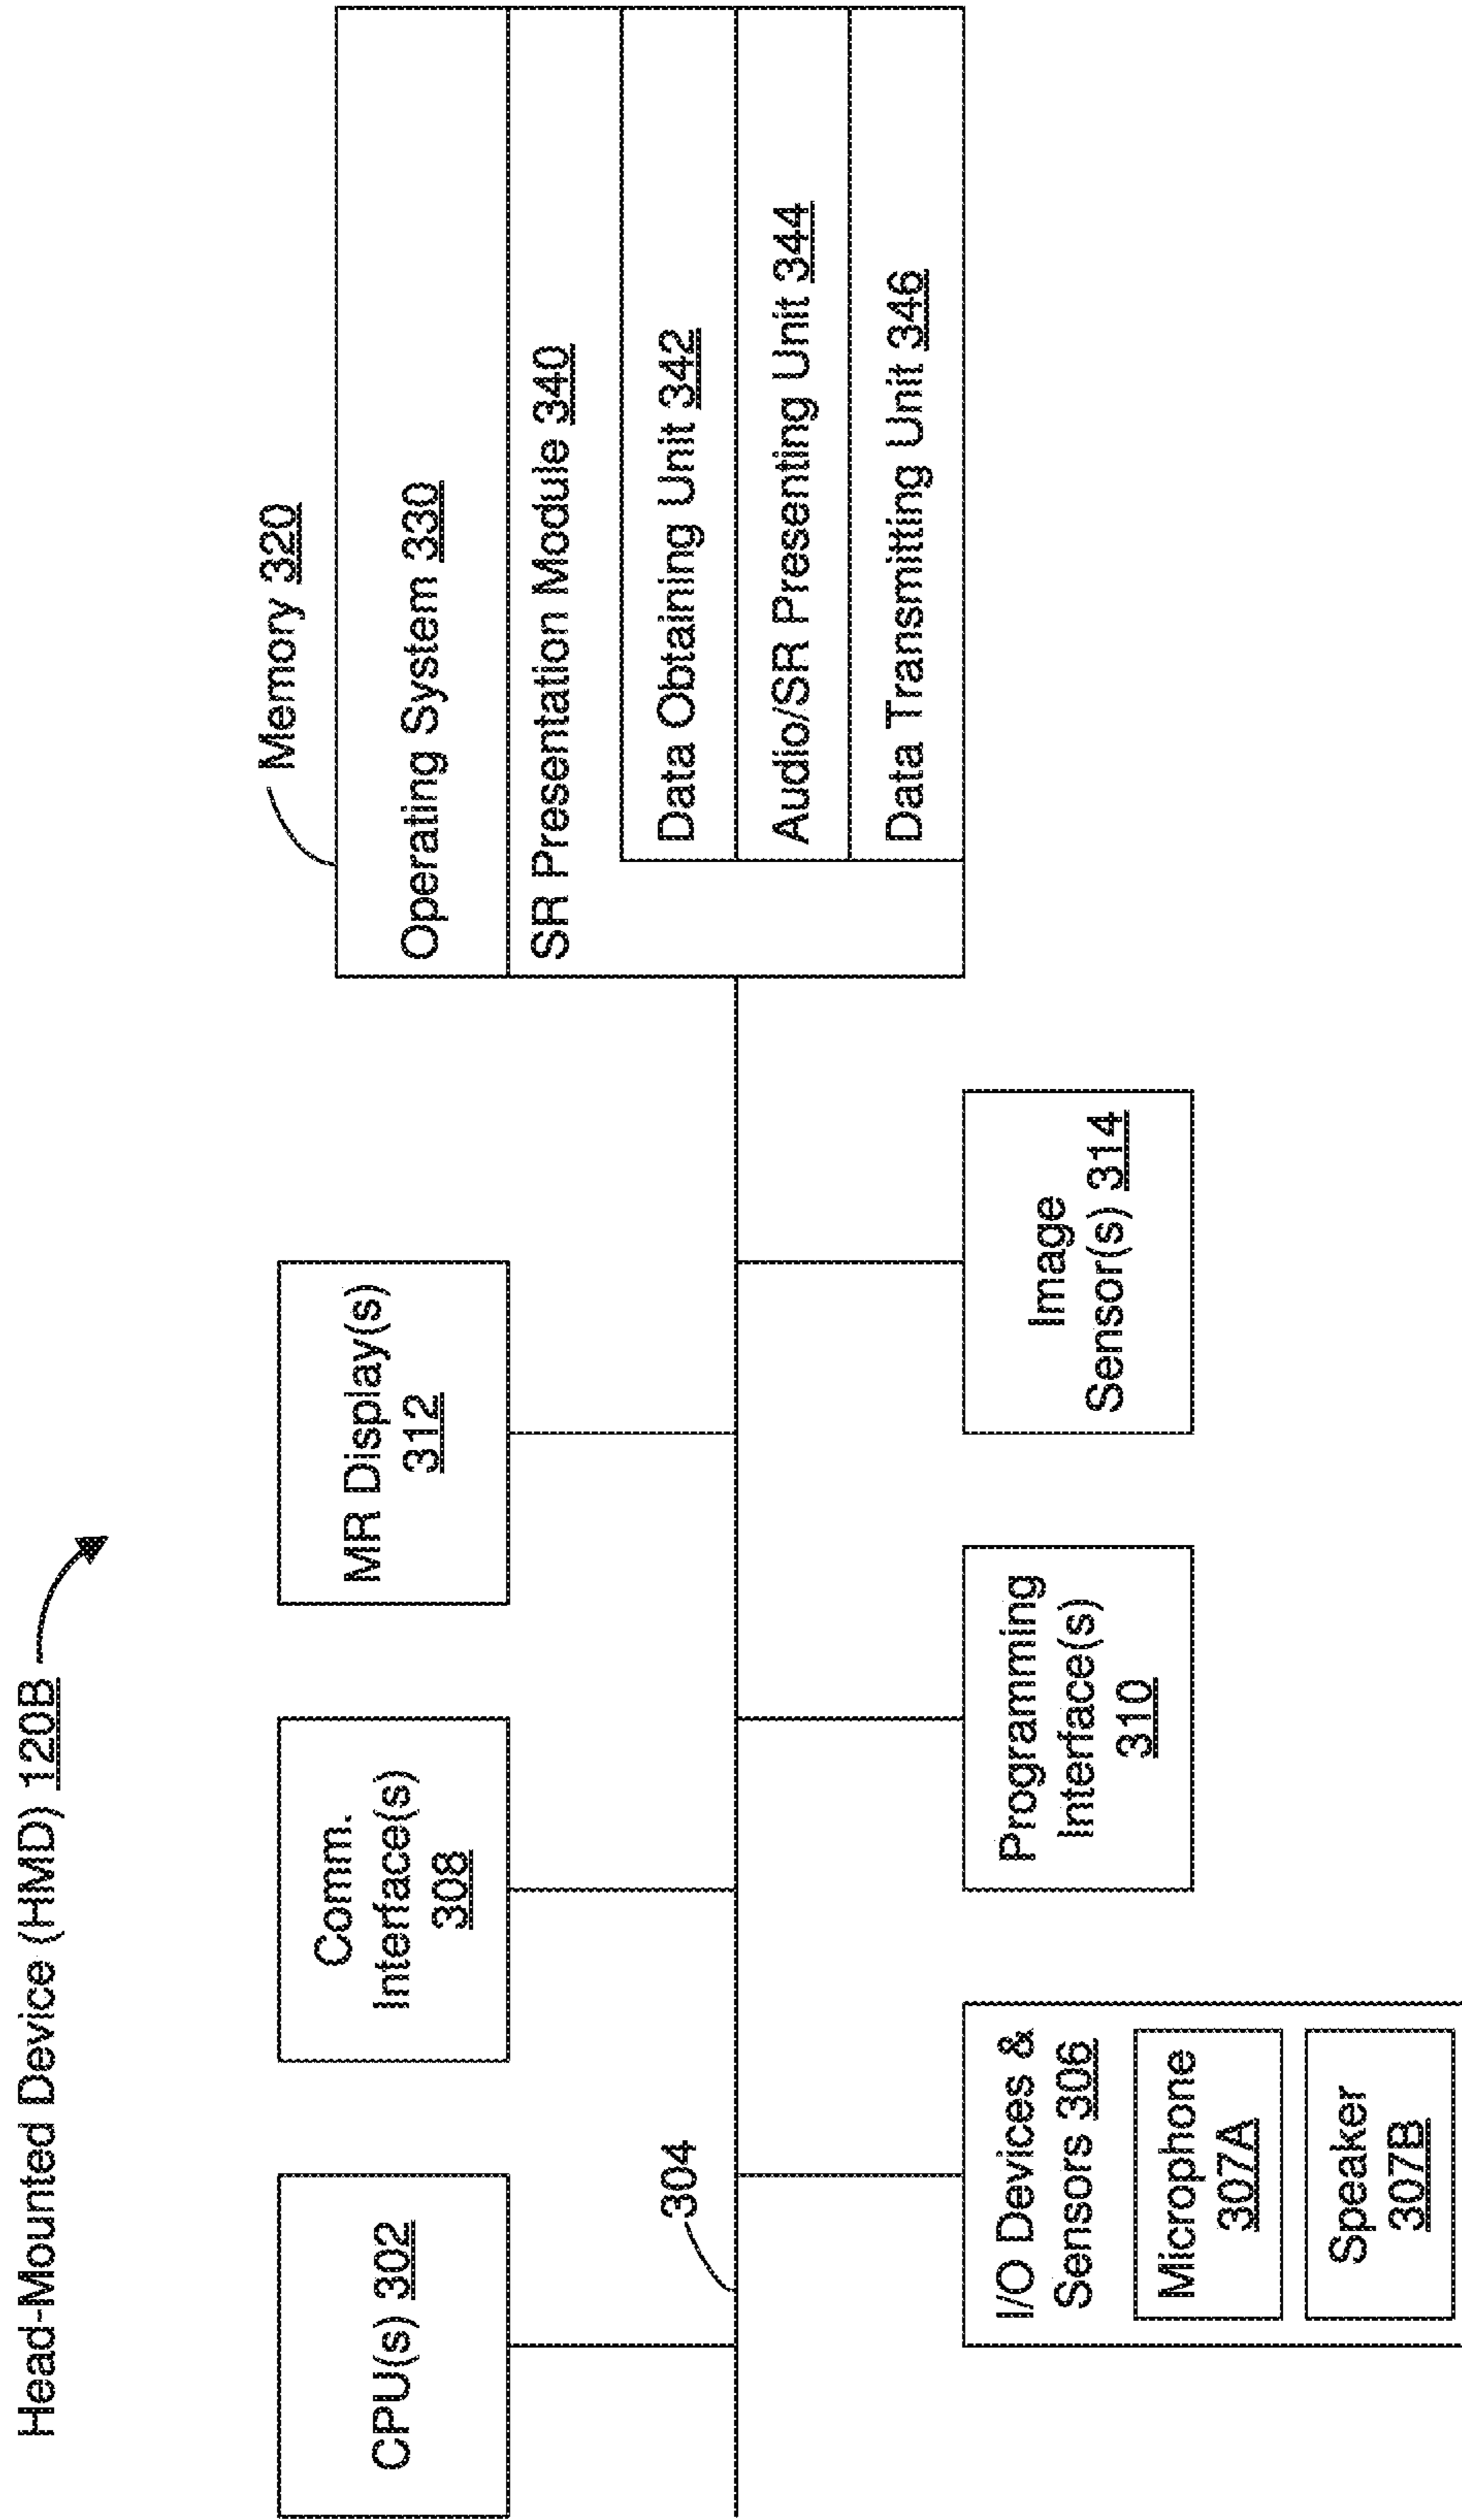 Head-Mounted Device (HMD) 120B
CPU(s) 302
Comm.
Interface(s)
308
MR Display(s)
312
Memory 320
Operating System 330
SR Presentation Module 340
Data Obtaining Unit 342
Audio/SR Presenting Unit 344
Data Transmitting Unit 346
304
I/O Devices &
Sensors 306
Microphone
307A
Speaker
307B
Programming
Interface(s)
310
Image
Sensor(s) 314